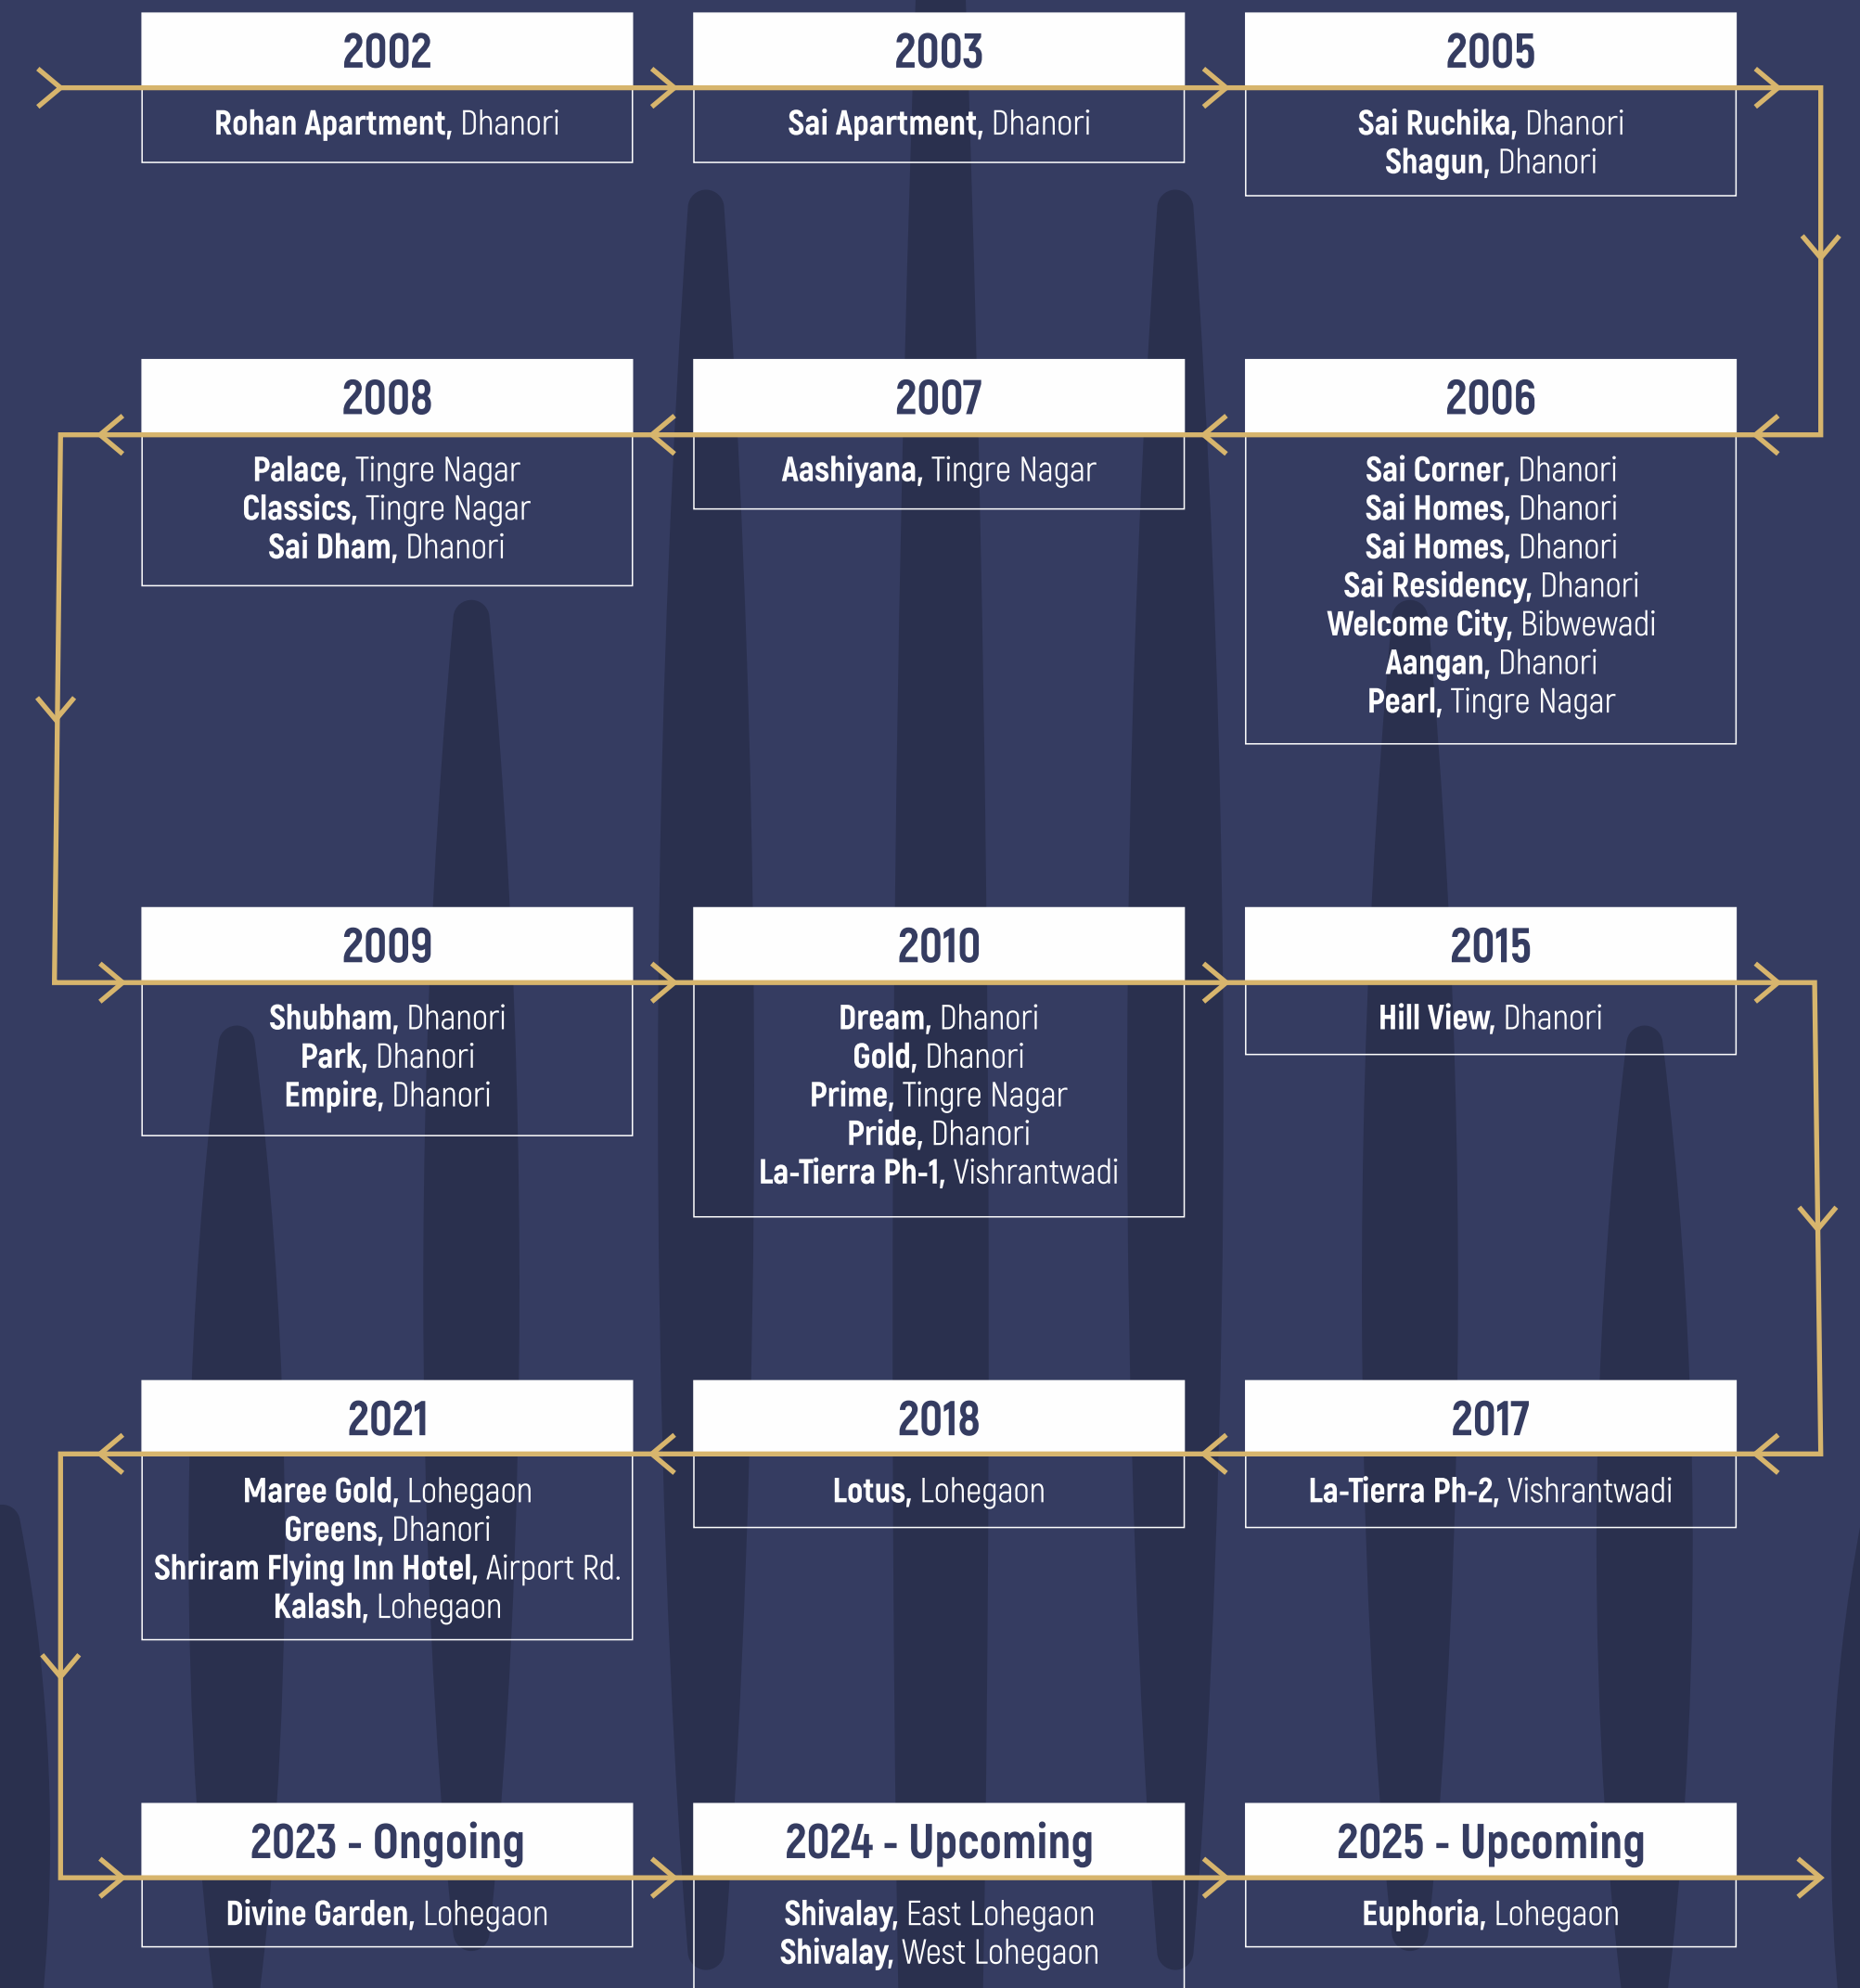 2002
Rohan Apartment, Dhanori
2003
Sai Apartment, Dhanori
2005
Sai Ruchika, Dhanori
Shagun, Dhanori
2006
Sai Corner, Dhanori
Sai Homes, Dhanori
Sai Homes, Dhanori
Sai Residency, Dhanori
Welcome City, Bibwewadi
Aangan, Dhanori
Pearl, Tingre Nagar
2007
Aashiyana, Tingre Nagar
2008
Palace, Tingre Nagar
Classics, Tingre Nagar
Sai Dham, Dhanori
2009
Shubham, Dhanori
Park, Dhanori
Empire, Dhanori
2010
Dream, Dhanori
Gold, Dhanori
Prime, Tingre Nagar
Pride, Dhanori
La-Tierra Ph-1, Vishrantwadi
2015
Hill View, Dhanori
2017
La-Tierra Ph-2, Vishrantwadi
2018
Lotus, Lohegaon
2021
Maree Gold, Lohegaon
Greens, Dhanori
Shriram Flying Inn Hotel, Airport Rd.
Kalash, Lohegaon
2023 - Ongoing
Divine Garden, Lohegaon
2024 - Upcoming
Shivalay, East Lohegaon
Shivalay, West Lohegaon
2025 - Upcoming
Euphoria, Lohegaon